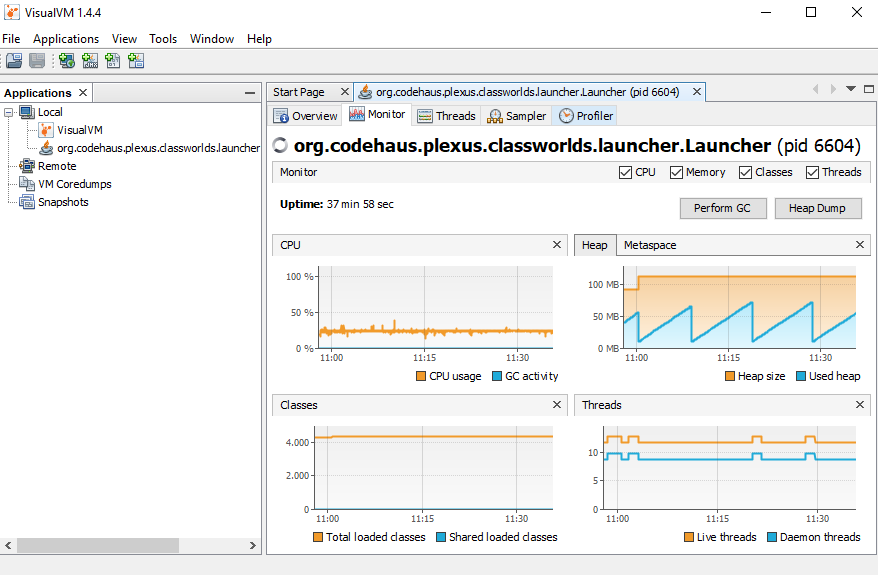 VisualVM 1.4.4
File Applications View Tools Window Help
Applications
Local
VisualVM
org.codehaus.plexus.classworlds.launcher
Remote
VM Coredumps
Snapshots
Start Page org.codehaus.plexus.classworlds.launcher.Launcher (pid 6604)
Overview Monitor Threads Sampler Profiler
org.codehaus.plexus.classworlds.launcher.Launcher (pid 6604)
Monitor CPU Memory Classes Threads
Uptime: 37 min 58 sec
Perform GC Heap Dump
CPU
100 %
50 %
0 %
11:00 11:15 11:30
CPU usage GC activity
Heap Metaspace
100 MB
50 MB
0 MB
11:00 11:15 11:30
Heap size Used heap
Classes
4.000
2.000
0
11:00 11:15 11:30
Total loaded classes Shared loaded classes
Threads
10
5
0
11:00 11:15 11:30
Live threads Daemon threads